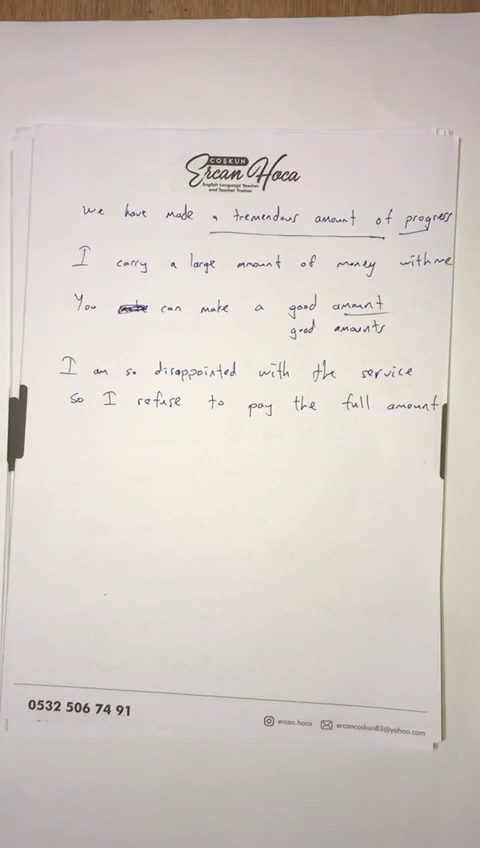 COŞKUN
Ercan Hoca
English Language Teacher
and Teacher Trainer
We have made a tremendous amount of progress
I carry a large amount of money with me
You can make a good amount
good amounts
I am so disappointed with the service
so I refuse to pay the full amount
0532 506 74 91
ercan.hoca ercancoskun83@yahoo.com